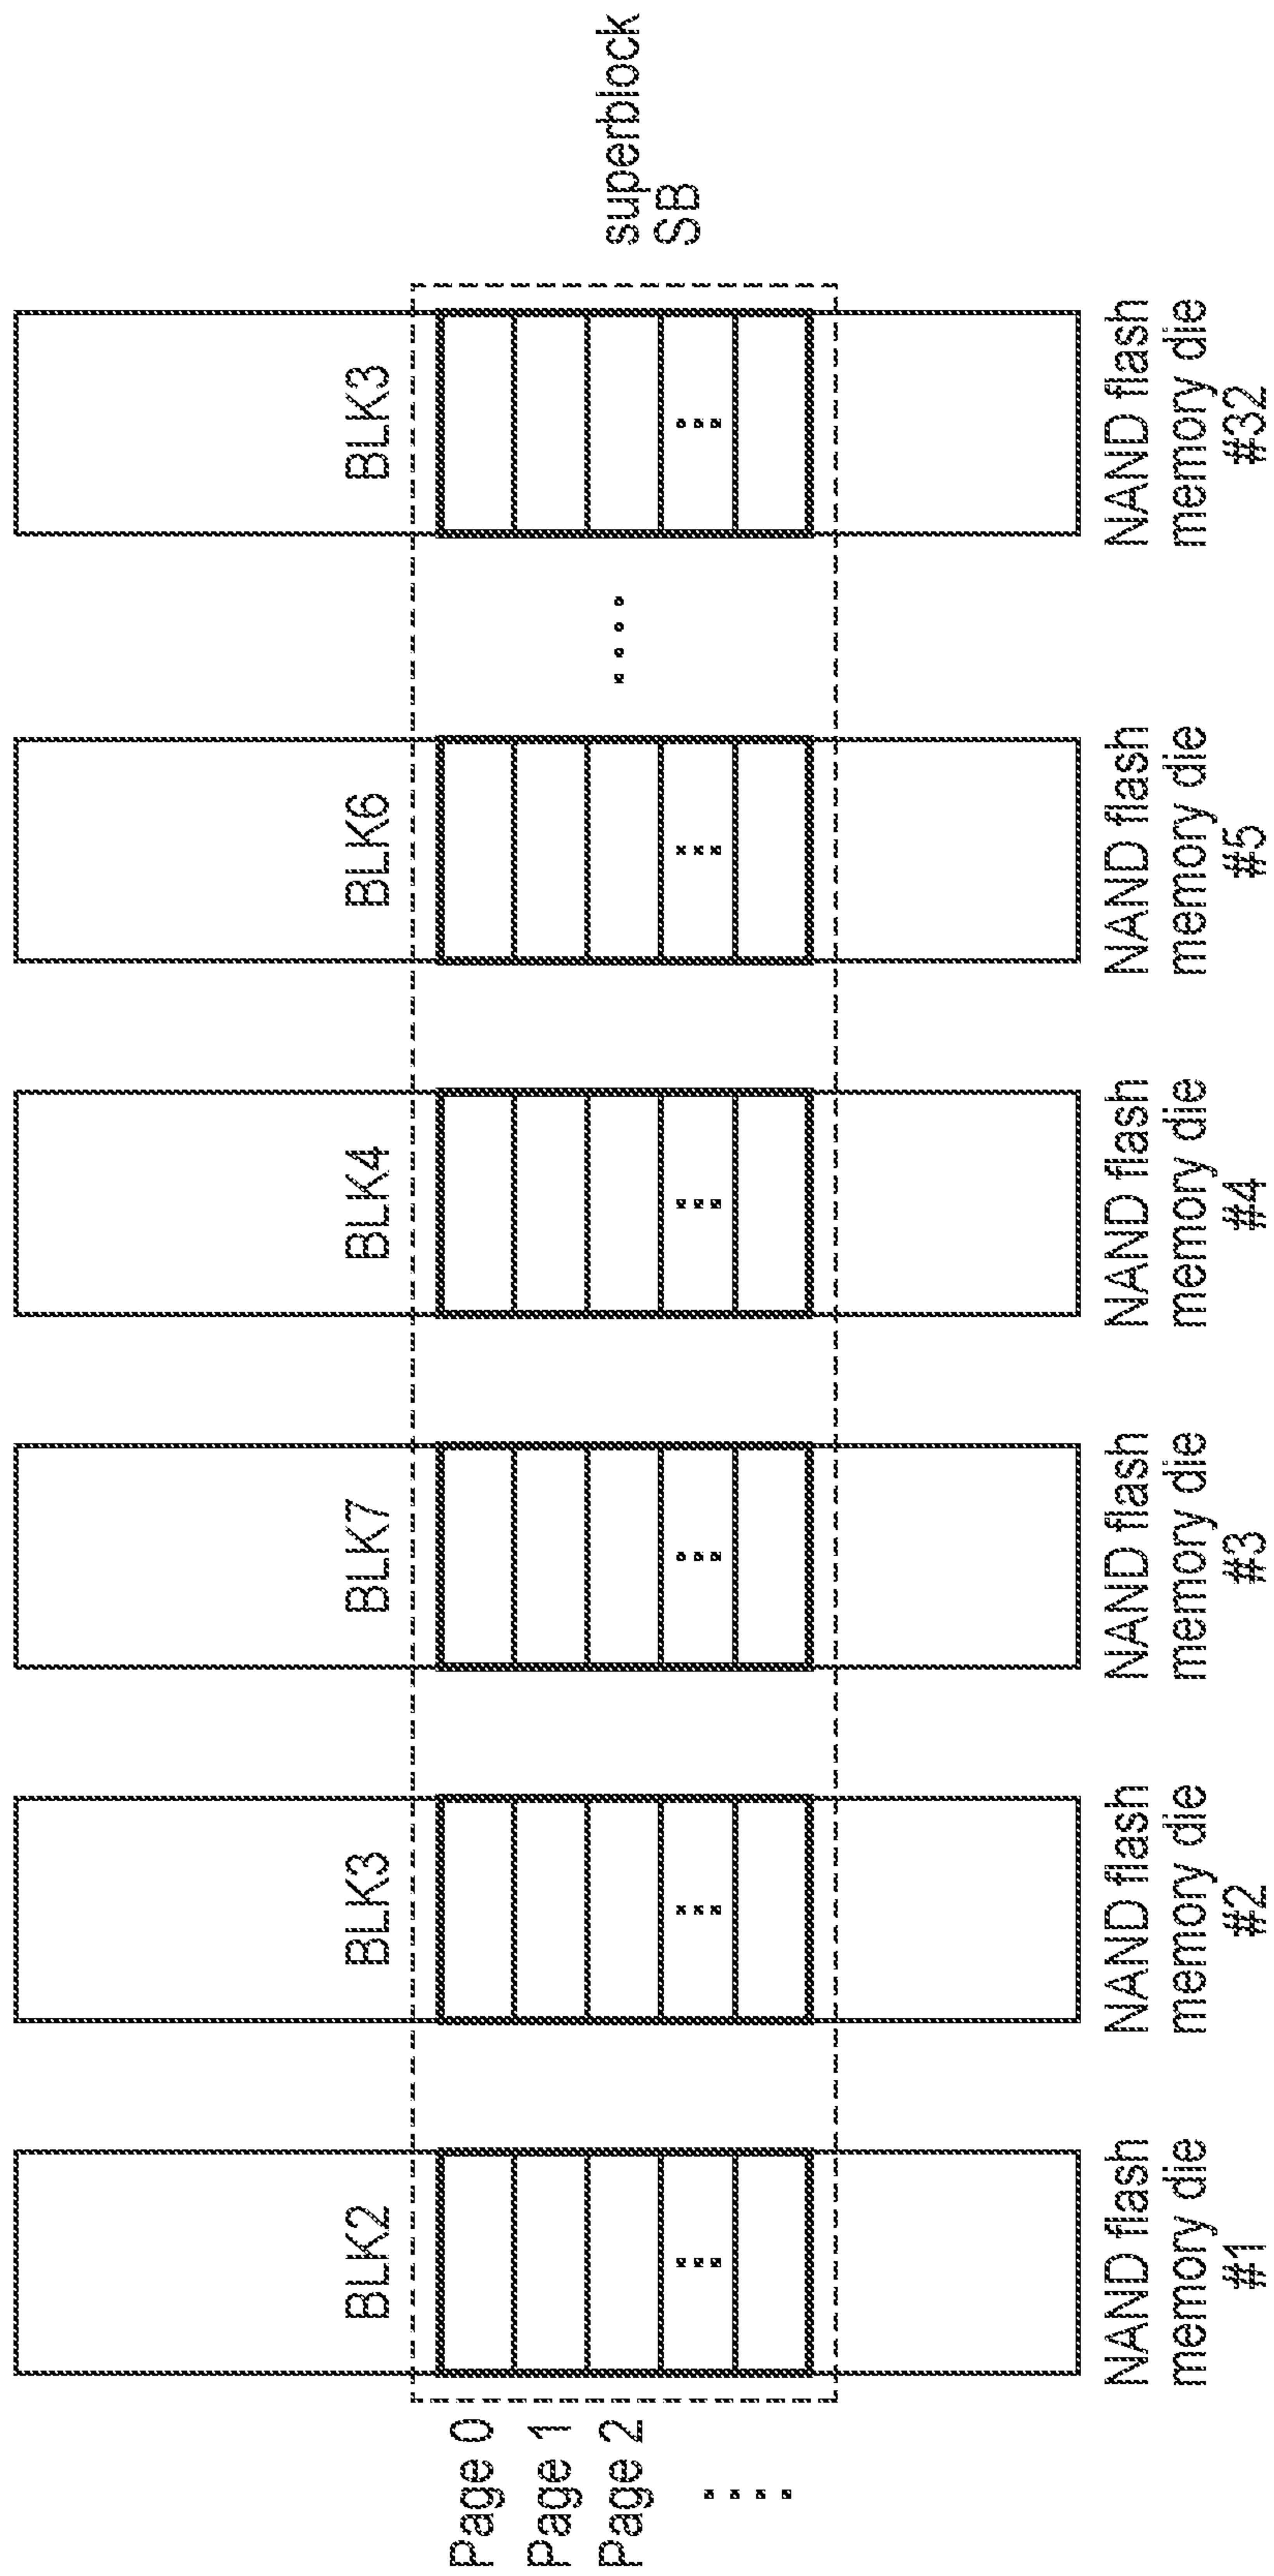 BLK2
BLK3
BLK7
BLK4
BLK6
BLK3
Page 0
Page 1
Page 2
superblock
SB
NAND flash
memory die
#1
NAND flash
memory die
#2
NAND flash
memory die
#3
NAND flash
memory die
#4
NAND flash
memory die
#5
NAND flash
memory die
#32